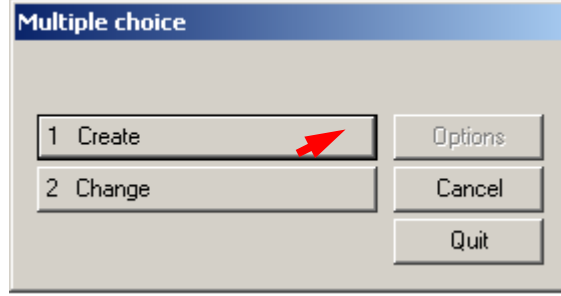 Multiple choice
1 Create
Options
2 Change
Cancel
Quit